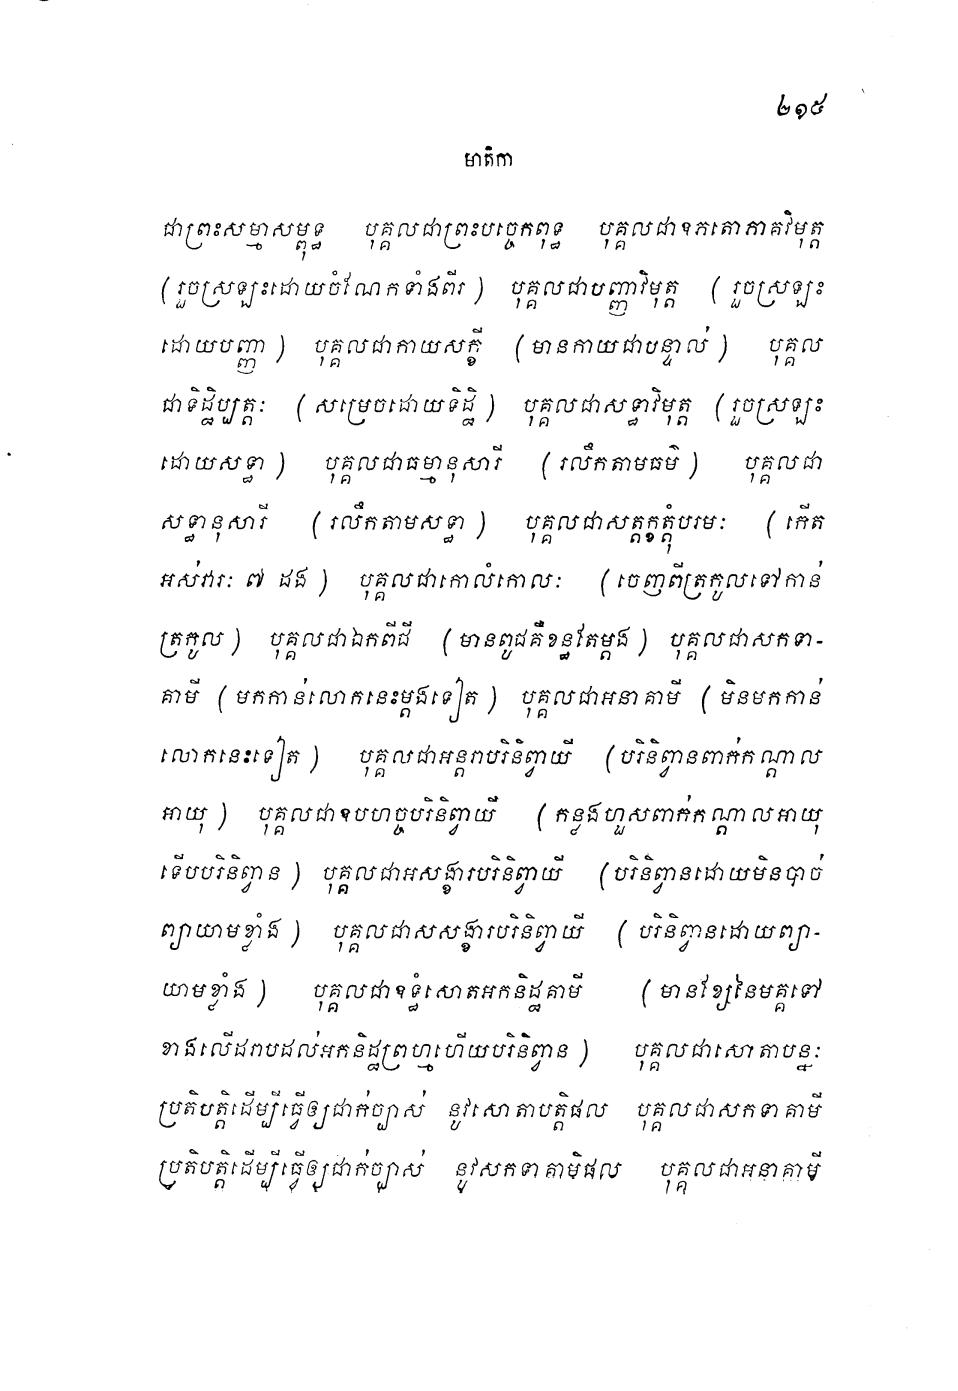 ២១៥
មាតិកា
ជាព្រះសម្មាសម្ពុទ្ធ បុគ្គលជាព្រះបច្ចេកពុទ្ធ បុគ្គលជាឧភតោភាគវិមុត្ត
(រួចស្រឡះដោយចំណែកទាំងពីរ) បុគ្គលជាបញ្ញាវិមុត្ត (រួចស្រឡះ
ដោយបញ្ញា) បុគ្គលជាកាយសក្ខី (មានកាយជាបន្ទាល់) បុគ្គល
ជាទិដ្ឋិប្បត្តៈ (សម្រេចដោយទិដ្ឋិ) បុគ្គលជាសទ្ធាវិមុត្ត (រួចស្រឡះ
ដោយសទ្ធា) បុគ្គលជាធម្មានុសារី (រលឹកតាមធម៌) បុគ្គលជា
សទ្ធានុសារី (រលឹកតាមសទ្ធា) បុគ្គលជាសត្តក្ខត្តុំបរមៈ (កើត
អស់វារៈ ៧ ដង) បុគ្គលជាកោលំកោលៈ (ចេញពីត្រកូលទៅកាន់
ត្រកូល) បុគ្គលជាឯកពីជី (មានពូជគឺខន្ធតែម្តង) បុគ្គលជាសកទា-
គាមី (មកកាន់លោកនេះម្តងទៀត) បុគ្គលជាអនាគាមី (មិនមកកាន់
លោកនេះទៀត) បុគ្គលជាអន្តរាបរិនិព្វាយី (បរិនិព្វានពាក់កណ្តាល
អាយុ) បុគ្គលជាឧបហច្ចបរិនិព្វាយី (កន្លងហួសពាក់កណ្តាលអាយុ
ទើបបរិនិព្វាន) បុគ្គលជាអសង្ខារបរិនិព្វាយី (បរិនិព្វានដោយមិនបាច់
ព្យាយាមខ្លាំង) បុគ្គលជាសសង្ខារបរិនិព្វាយី (បរិនិព្វានដោយព្យា-
យាមខ្លាំង) បុគ្គលជាឧទ្ធំសោតអកនិដ្ឋគាមី (មានខ្សែនៃមគ្គទៅ
ខាងលើដរាបដល់អកនិដ្ឋព្រហ្មហើយបរិនិព្វាន) បុគ្គលជាសោតាបន្នៈ
ប្រតិបត្តិដើម្បីធ្វើឲ្យជាក់ច្បាស់ នូវសោតាបត្តិផល បុគ្គលជាសកទាគាមី
ប្រតិបត្តិដើម្បីធ្វើឲ្យជាក់ច្បាស់ នូវសកទាគាមិផល បុគ្គលជាអនាគាមី